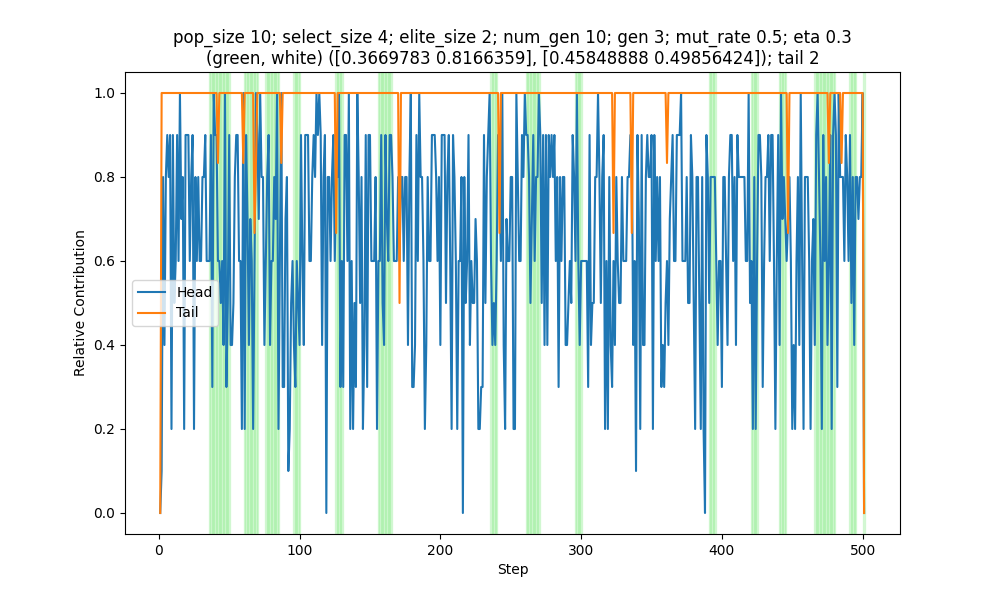 pop_size 10; select_size 4; elite_size 2; num_gen 10; gen 3; mut_rate 0.5; eta 0.3
(green, white) ([0.3669783 0.8166359], [0.45848888 0.49856424]); tail 2
1.0
0.8
0.6
0.4
0.2
0.0
Relative Contribution
Head
Tail
0
100
200
300
400
500
Step